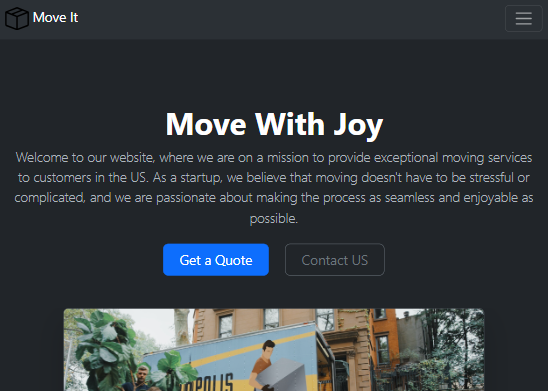 Move It
Move With Joy
Welcome to our website, where we are on a mission to provide exceptional moving services
to customers in the US. As a startup, we believe that moving doesn't have to be stressful or
complicated, and we are passionate about making the process as seamless and enjoyable as
possible.
Get a Quote
Contact US